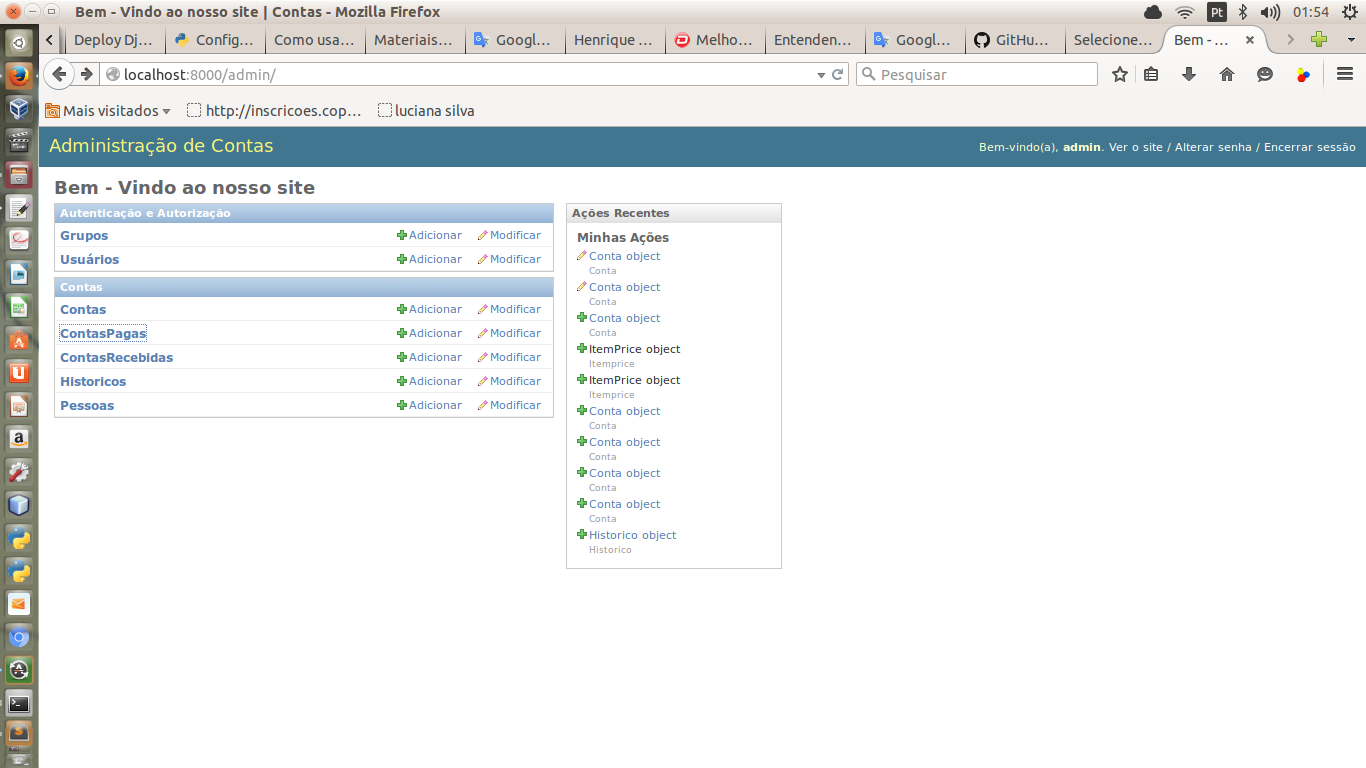 Bem - Vindo ao nosso site | Contas - Mozilla Firefox
Pt
01:54
Deploy Dj...
Config...
Como usa...
Materiais...
Googl...
Henrique ...
Melho...
Entenden...
Googl...
GitHu...
Selecione...
Bem - ...
localhost:8000/admin/
Pesquisar
Mais visitados
http://inscricoes.cop...
luciana silva
Administração de Contas
Bem-vindo(a), admin. Ver o site / Alterar senha / Encerrar sessão
Bem - Vindo ao nosso site
Autenticação e Autorização
Grupos Adicionar Modificar
Usuários Adicionar Modificar
Contas
Contas Adicionar Modificar
ContasPagas Adicionar Modificar
ContasRecebidas Adicionar Modificar
Historicos Adicionar Modificar
Pessoas Adicionar Modificar
Ações Recentes
Minhas Ações
Conta object
Conta
Conta object
Conta
Conta object
Conta
ItemPrice object
Itemprice
ItemPrice object
Itemprice
Conta object
Conta
Conta object
Conta
Conta object
Conta
Conta object
Conta
Historico object
Historico